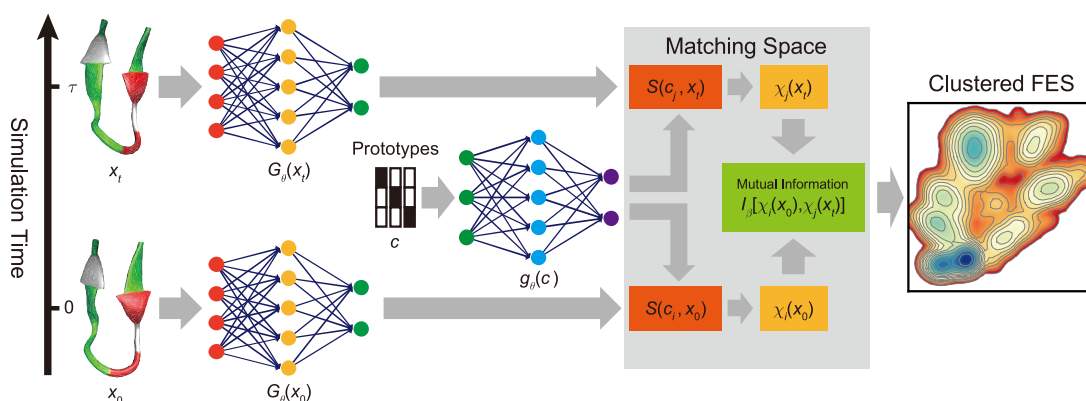 Simulation Time
τ
0
x_t
x_0
G_θ(x_t)
G_θ(x_0)
Prototypes
c
g_θ(c)
Matching Space
S(c_j, x_t)
χ_j(x_t)
Mutual Information
I_β[χ_i(x_0),χ_j(x_t)]
S(c_i, x_0)
χ_i(x_0)
Clustered FES